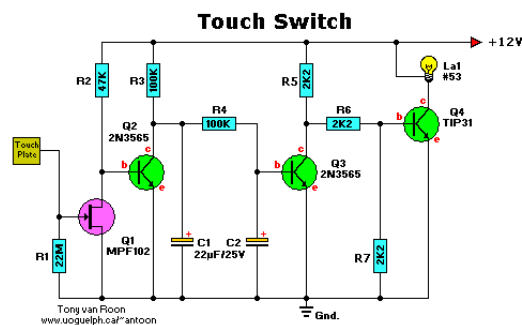 Touch Switch
+12V
La1
#53
R2
47K
R3
100K
R5
2K2
R4
100K
R6
2K2
Q4
TIP31
c
b
e
Q2
2N3565
c
b
e
Q3
2N3565
c
b
e
Touch
Plate
R1
22M
Q1
MPF102
+
C1
22µF/25V
+
C2
R7
2K2
Gnd.
Tony van Roon
www.uoguelph.ca/~antoon